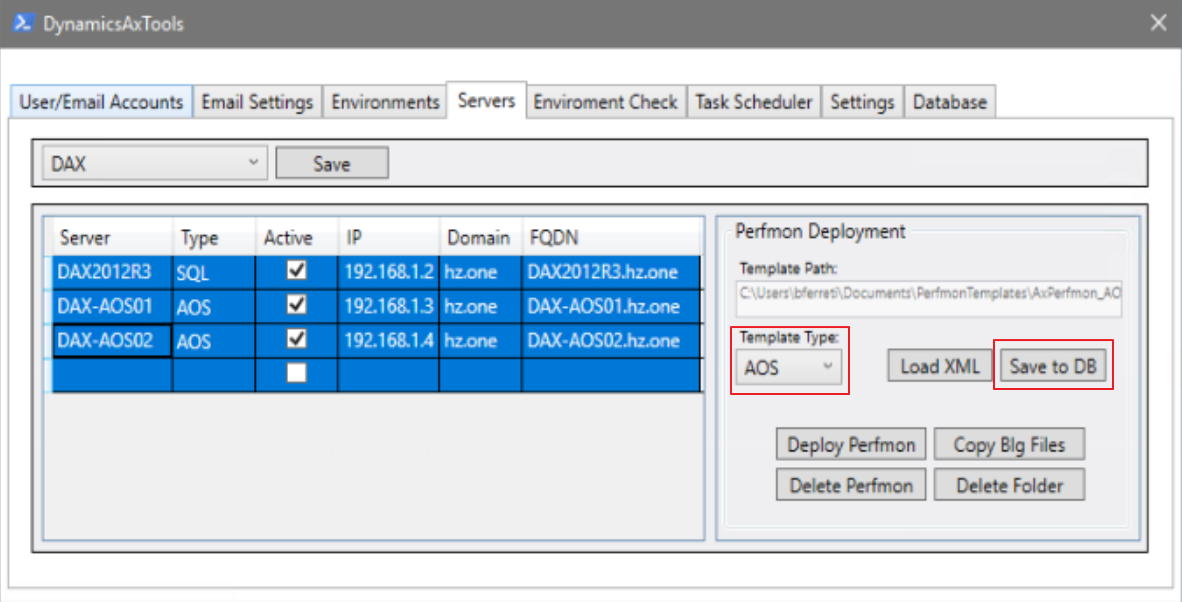 DynamicsAxTools
User/Email Accounts Email Settings Environments Servers Enviroment Check Task Scheduler Settings Database
DAX Save
Server Type Active IP Domain FQDN
DAX2012R3 SQL 192.168.1.2 hz.one DAX2012R3.hz.one
DAX-AOS01 AOS 192.168.1.3 hz.one DAX-AOS01.hz.one
DAX-AOS02 AOS 192.168.1.4 hz.one DAX-AOS02.hz.one
Perfmon Deployment
Template Path:
C:\Users\bferreti\Documents\PerfmonTemplates\AxPerfmon_AO
Template Type:
AOS Load XML Save to DB
Deploy Perfmon Copy Blg Files
Delete Perfmon Delete Folder